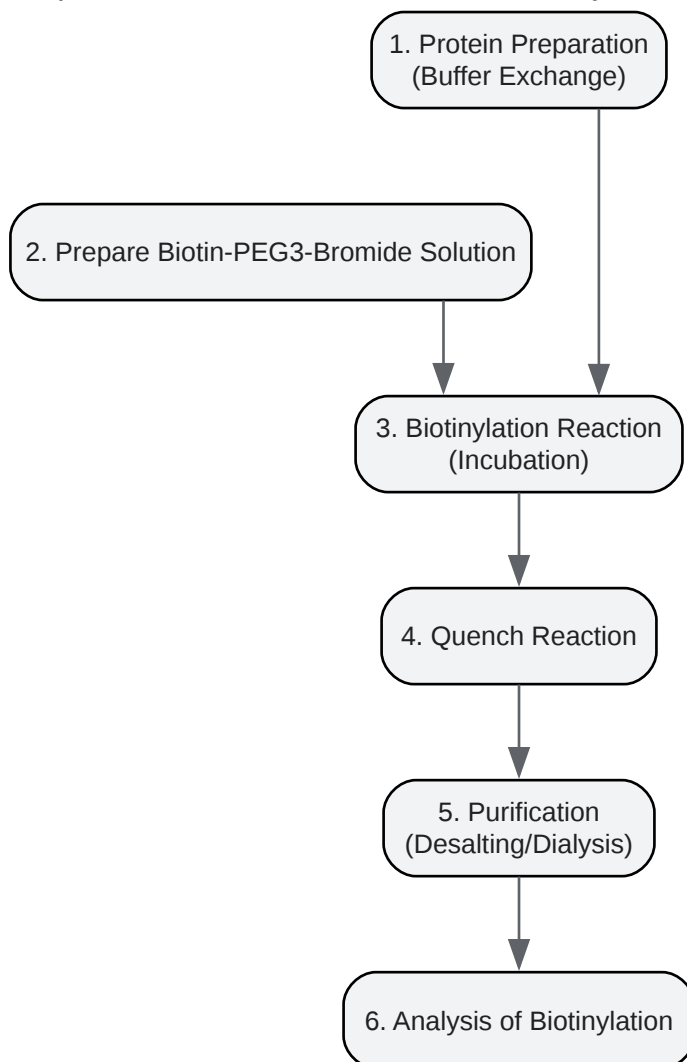 1. Protein Preparation
(Buffer Exchange)
2. Prepare Biotin-PEG3-Bromide Solution
3. Biotinylation Reaction
(Incubation)
4. Quench Reaction
5. Purification
(Desalting/Dialysis)
6. Analysis of Biotinylation